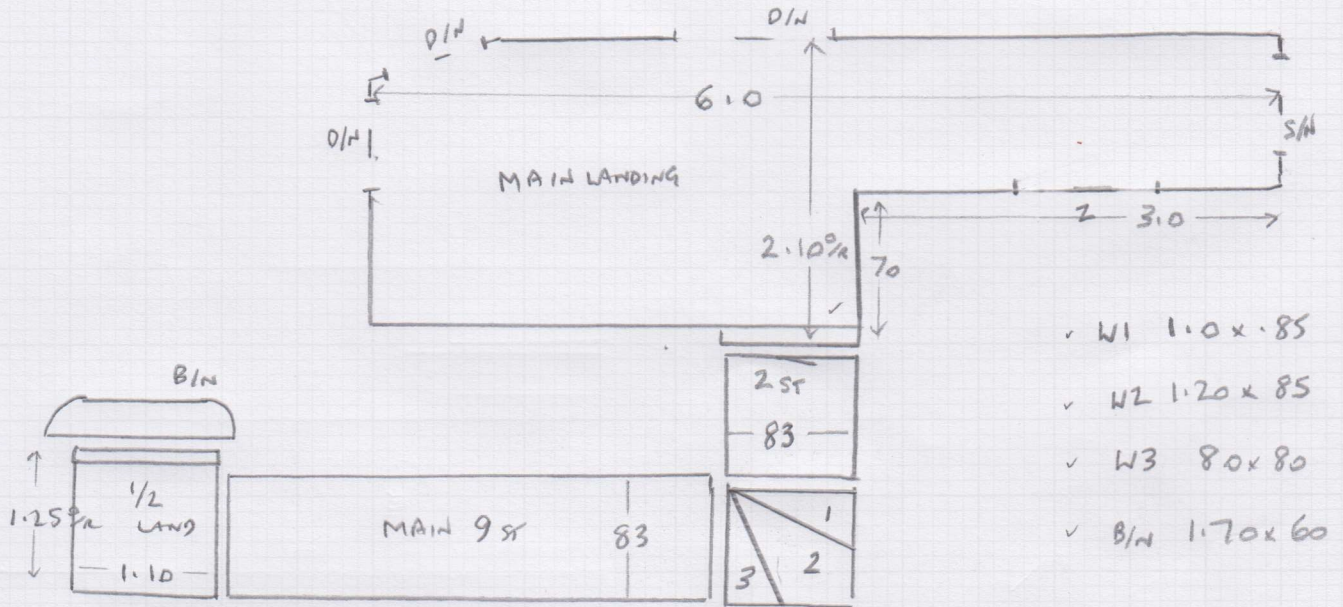 D/N
D/N
6.0
D/N
S/N
MAIN LANDING
2 3.0
2.10 O/R
70
W1 1.0 x .85
B/N
2 ST
W2 1.20 x 85
83
W3 80 x 80
1.25 O/R
1/2
LAND
MAIN 9 ST
83
1
2
3
B/N 1.70 x 60
1.10